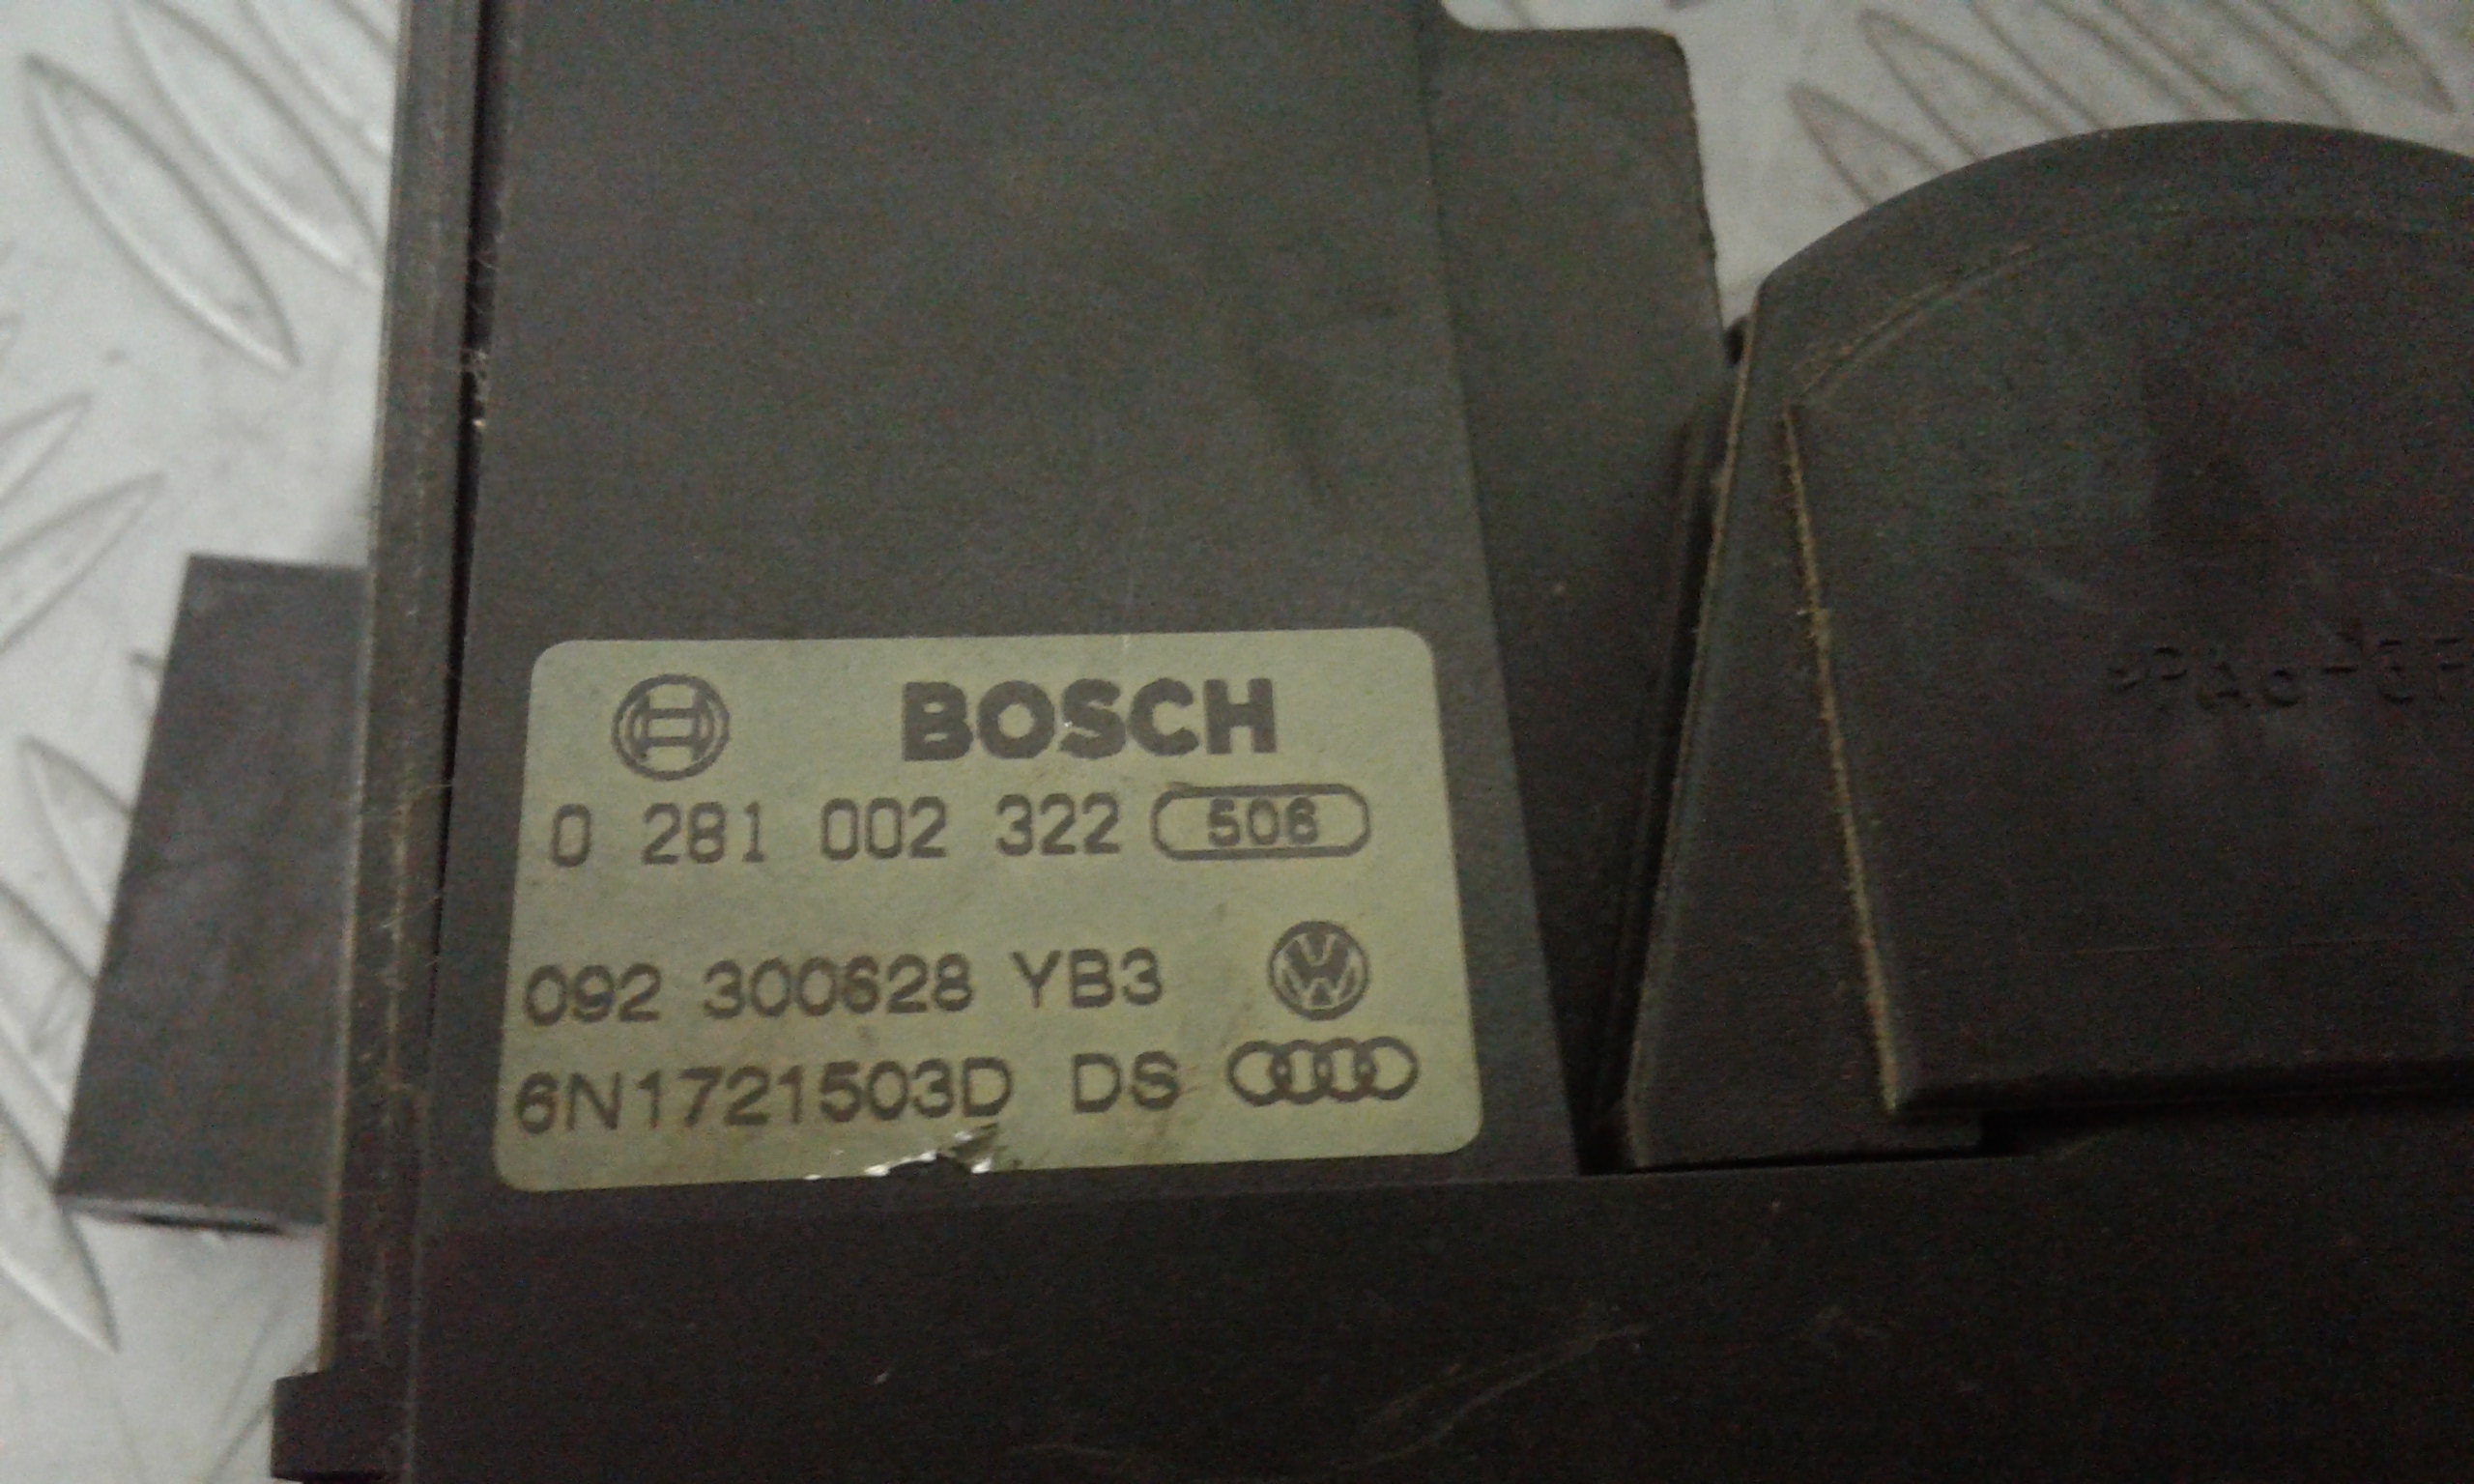 BOSCH
0 281 002 322 506
092 300628 YB3
6N1721503D DS